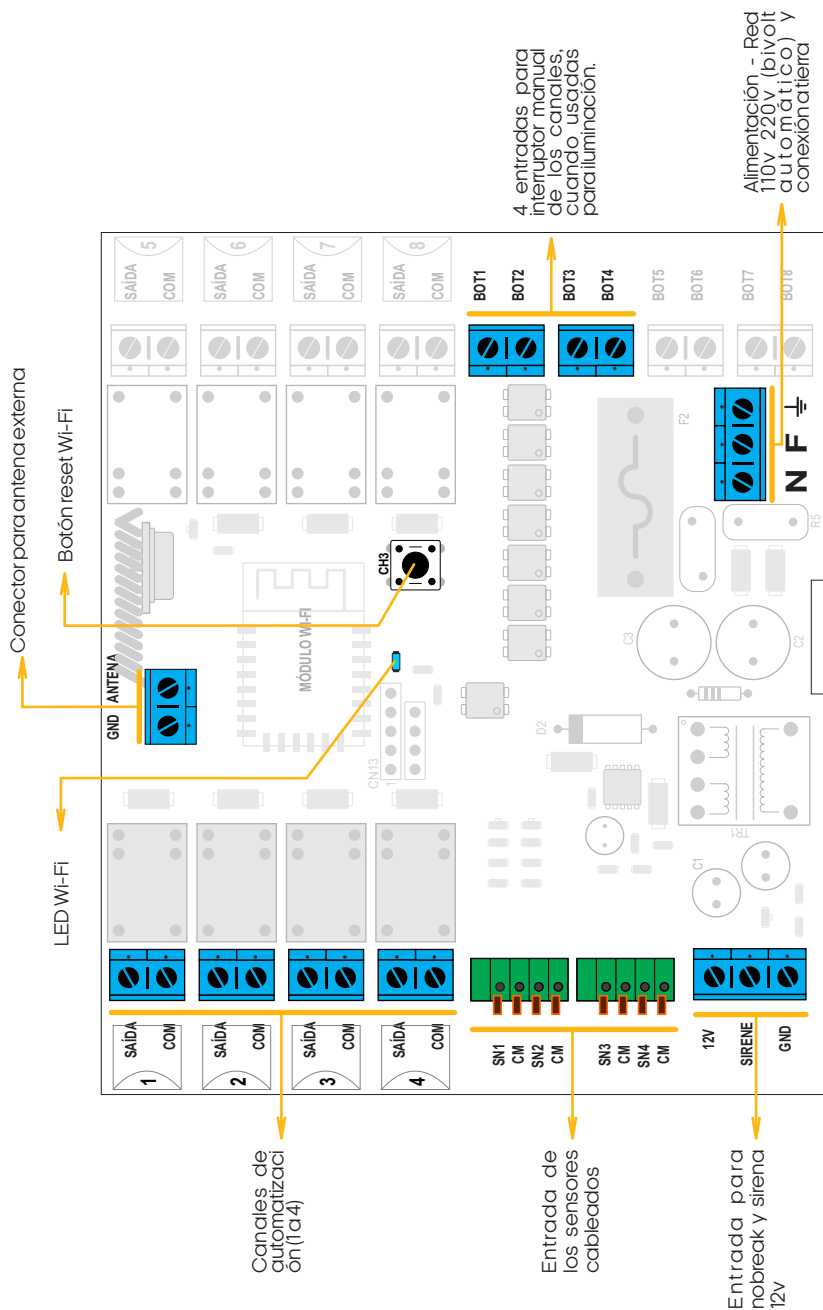 Conector para antena externa
Botón reset Wi-Fi
LED Wi-Fi
GND
ANTENA
SAÍDA
COM
5
SAÍDA
COM
6
SAÍDA
COM
7
SAÍDA
COM
8
MÓDULO WI-FI
CH3
CN13
1
1
SAÍDA
COM
2
SAÍDA
COM
3
SAÍDA
COM
4
SAÍDA
COM
Canales de
automatizaci
ón (1 a 4)
4 entradas para
interruptor manual
de los canales,
cuando usadas
para iluminación.
BOT1
BOT2
BOT3
BOT4
BOT5
BOT6
BOT7
BOT8
F2
D2
C3
C2
R5
TR1
C1
SN1
CM
SN2
CM
SN3
CM
SN4
CM
Entrada de
los sensores
cableados
12V
SIRENE
GND
Entrada para
nobreak y sirena
12v
N F
Alimentación - Red
110v 220v (bivolt
automático) y
conexión a tierra